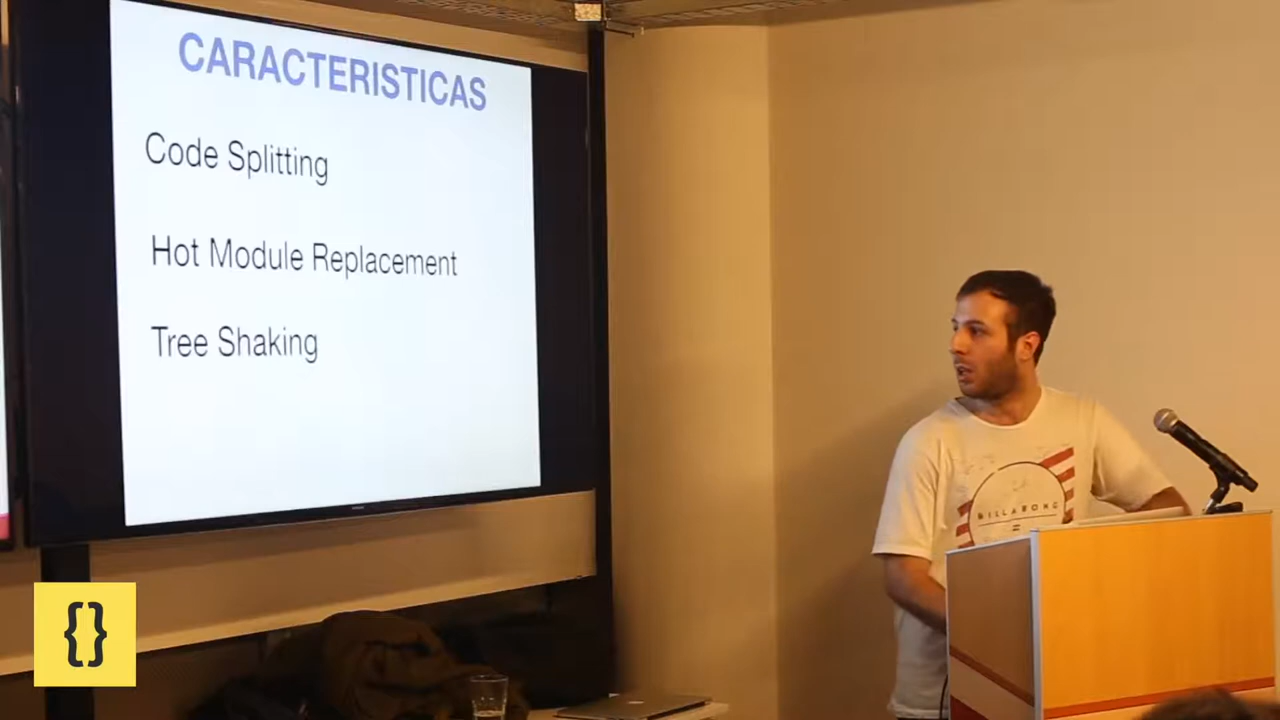 CARACTERISTICAS
Code Splitting
Hot Module Replacement
Tree Shaking
BILLABONG
{}